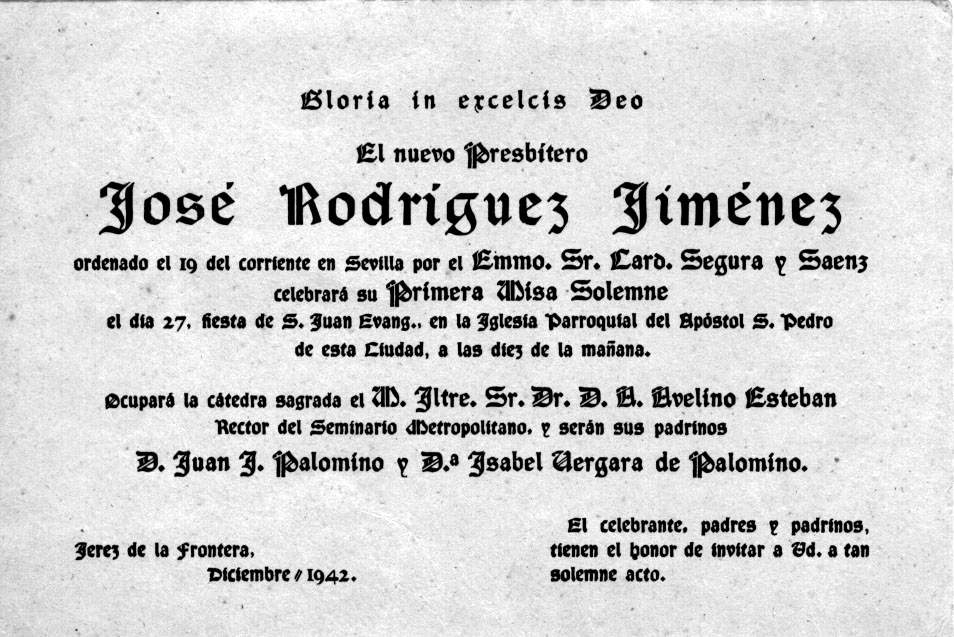 Gloria in excelcis Deo
El nuevo Presbítero
José Rodríguez Jiménez
ordenado el 19 del corriente en Sevilla por el Emmo. Sr. Card. Segura y Saenz
celebrará su Primera Misa Solemne
el día 27, fiesta de S. Juan Evang., en la Iglesia Parroquial del Apóstol S. Pedro
de esta Ciudad, a las diez de la mañana.
Ocupará la cátedra sagrada el M. Iltre. Sr. Dr. D. A. Avelino Esteban
Rector del Seminario Metropolitano, y serán sus padrinos
D. Juan J. Palomino y D.ª Isabel Vergara de Palomino.
El celebrante, padres y padrinos,
tienen el honor de invitar a Vd. a tan
solemne acto.
Jerez de la Frontera,
Diciembre / 1942.